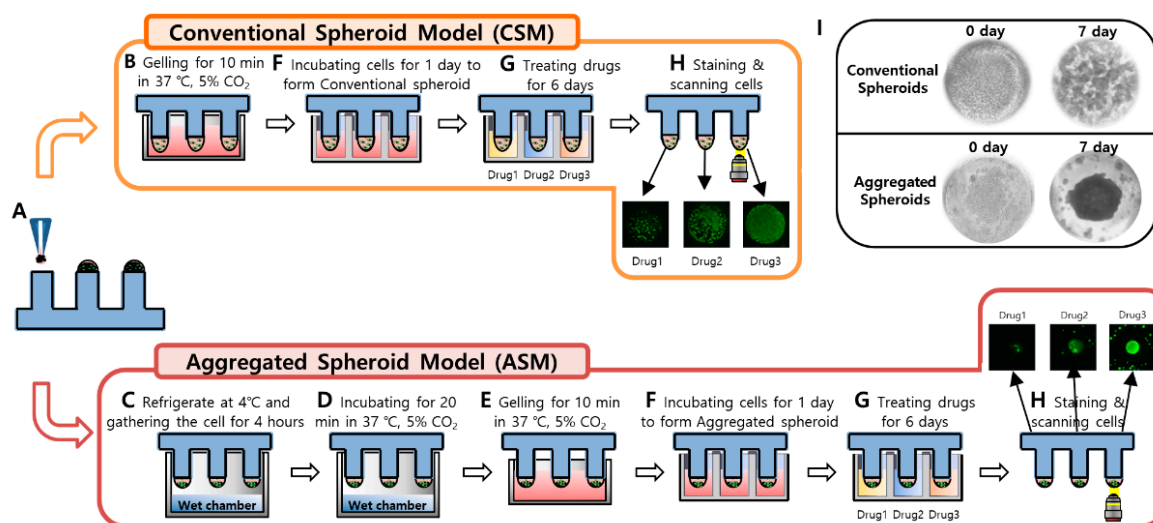 Conventional Spheroid Model (CSM)
B Gelling for 10 min
in 37 ℃, 5% CO₂
F Incubating cells for 1 day to
form Conventional spheroid
G Treating drugs
for 6 days
H Staining &
scanning cells
Drug1 Drug2 Drug3
Drug1 Drug2 Drug3
I
0 day 7 day
Conventional
Spheroids
0 day 7 day
Aggregated
Spheroids
A
Aggregated Spheroid Model (ASM)
C Refrigerate at 4℃ and
gathering the cell for 4 hours
D Incubating for 20
min in 37 ℃, 5% CO₂
E Gelling for 10 min
in 37 ℃, 5% CO₂
F Incubating cells for 1 day
to form Aggregated spheroid
G Treating drugs
for 6 days
H Staining &
scanning cells
Wet chamber
Wet chamber
Drug1 Drug2 Drug3
Drug1 Drug2 Drug3